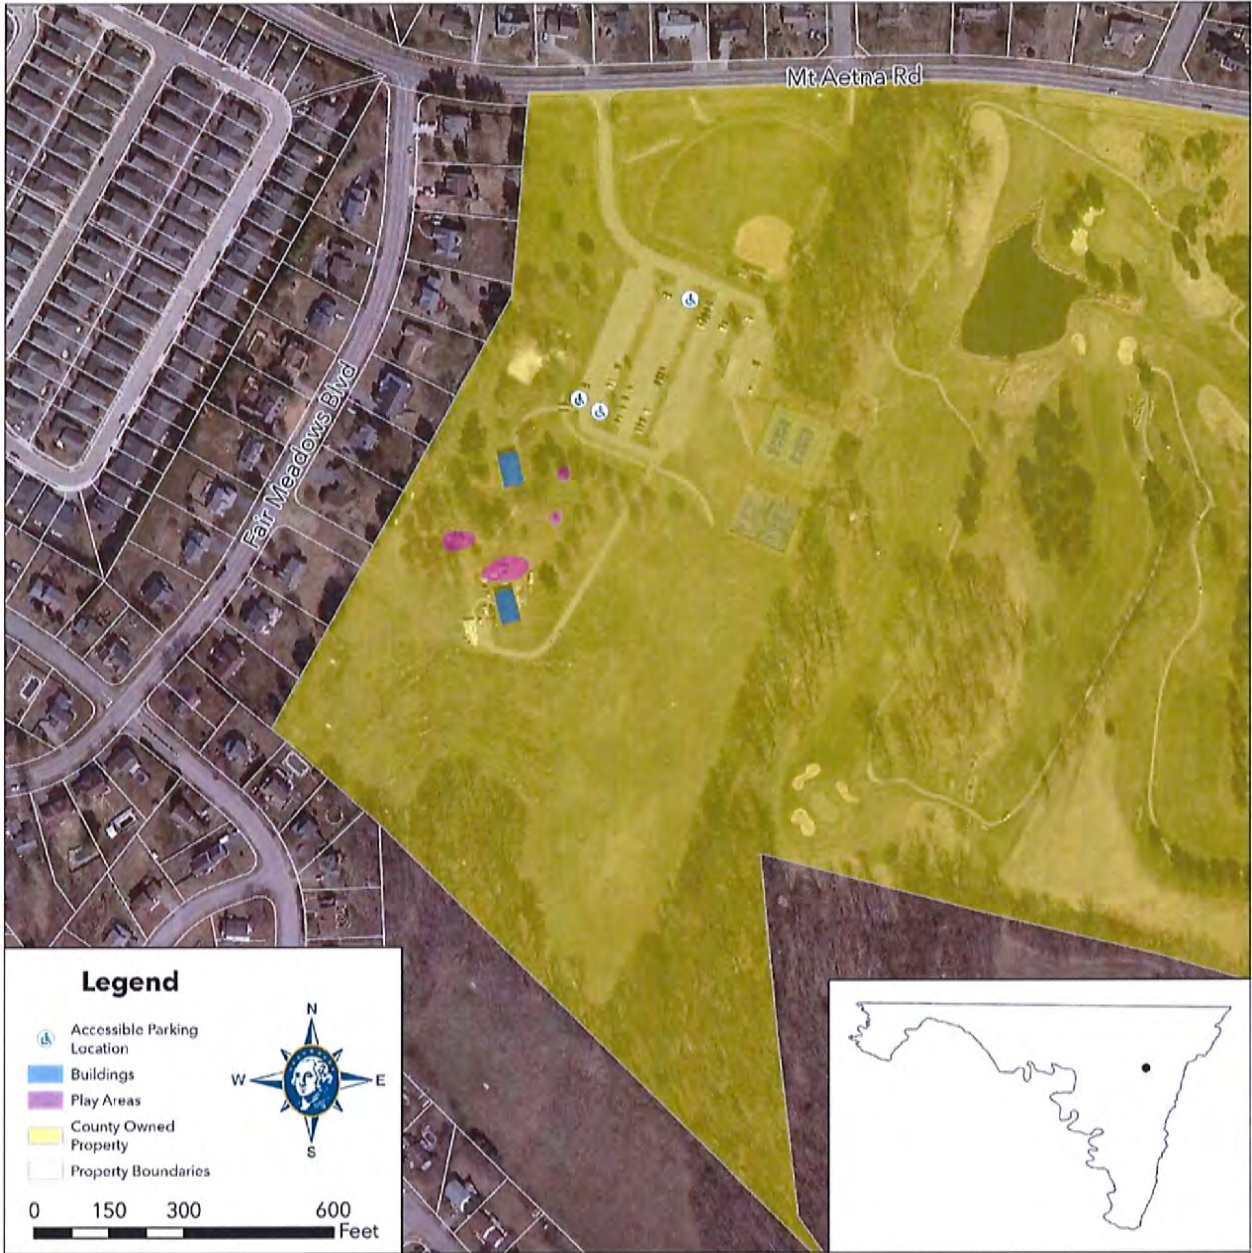 Mt Aetna Rd
Fair Meadows Blvd
Legend
Accessible Parking
Location
Buildings
Play Areas
County Owned
Property
Property Boundaries
N
W
E
S
0 150 300 600
Feet